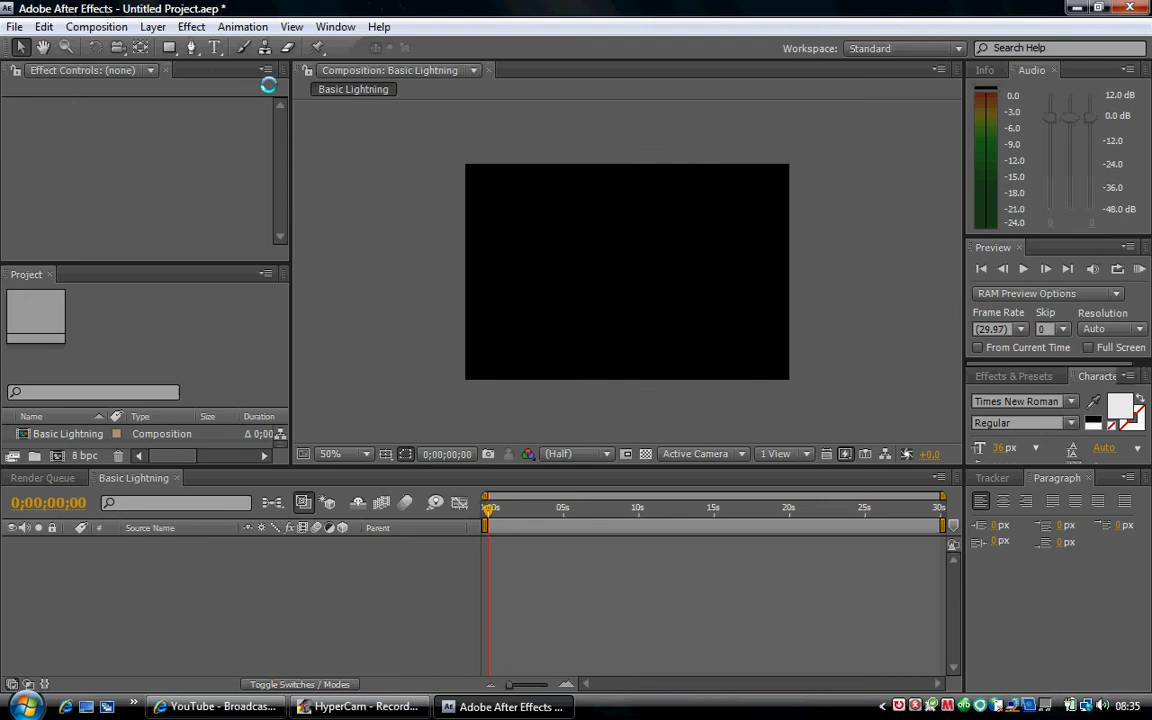 Adobe After Effects - Untitled Project.aep *
File Edit Composition Layer Effect Animation View Window Help
Workspace: Standard Search Help
Effect Controls: (none)
Composition: Basic Lightning
Info Audio
Basic Lightning
0.0 12.0 dB
-3.0 0.0 dB
-6.0
-9.0 -12.0
-12.0 -24.0
-15.0
-18.0 -36.0
-21.0 -48.0 dB
-24.0 0 0
Preview
RAM Preview Options
Frame Rate Skip Resolution
(29.97) 0 Auto
From Current Time Full Screen
Project
Name Type Size Duration
Basic Lightning Composition Δ 0;00
8 bpc
50% 0;00;00;00 (Half) Active Camera 1 View +0.0
Effects & Presets Characte
Times New Roman
Regular
36 px Auto
Render Queue Basic Lightning
0;00;00;00
# Source Name Parent
05s 10s 15s 20s 25s 30s
Toggle Switches / Modes
Tracker Paragraph
0 px 0 px 0 px
0 px 0 px
YouTube - Broadcas... HyperCam - Record... Adobe After Effects ... 08:35